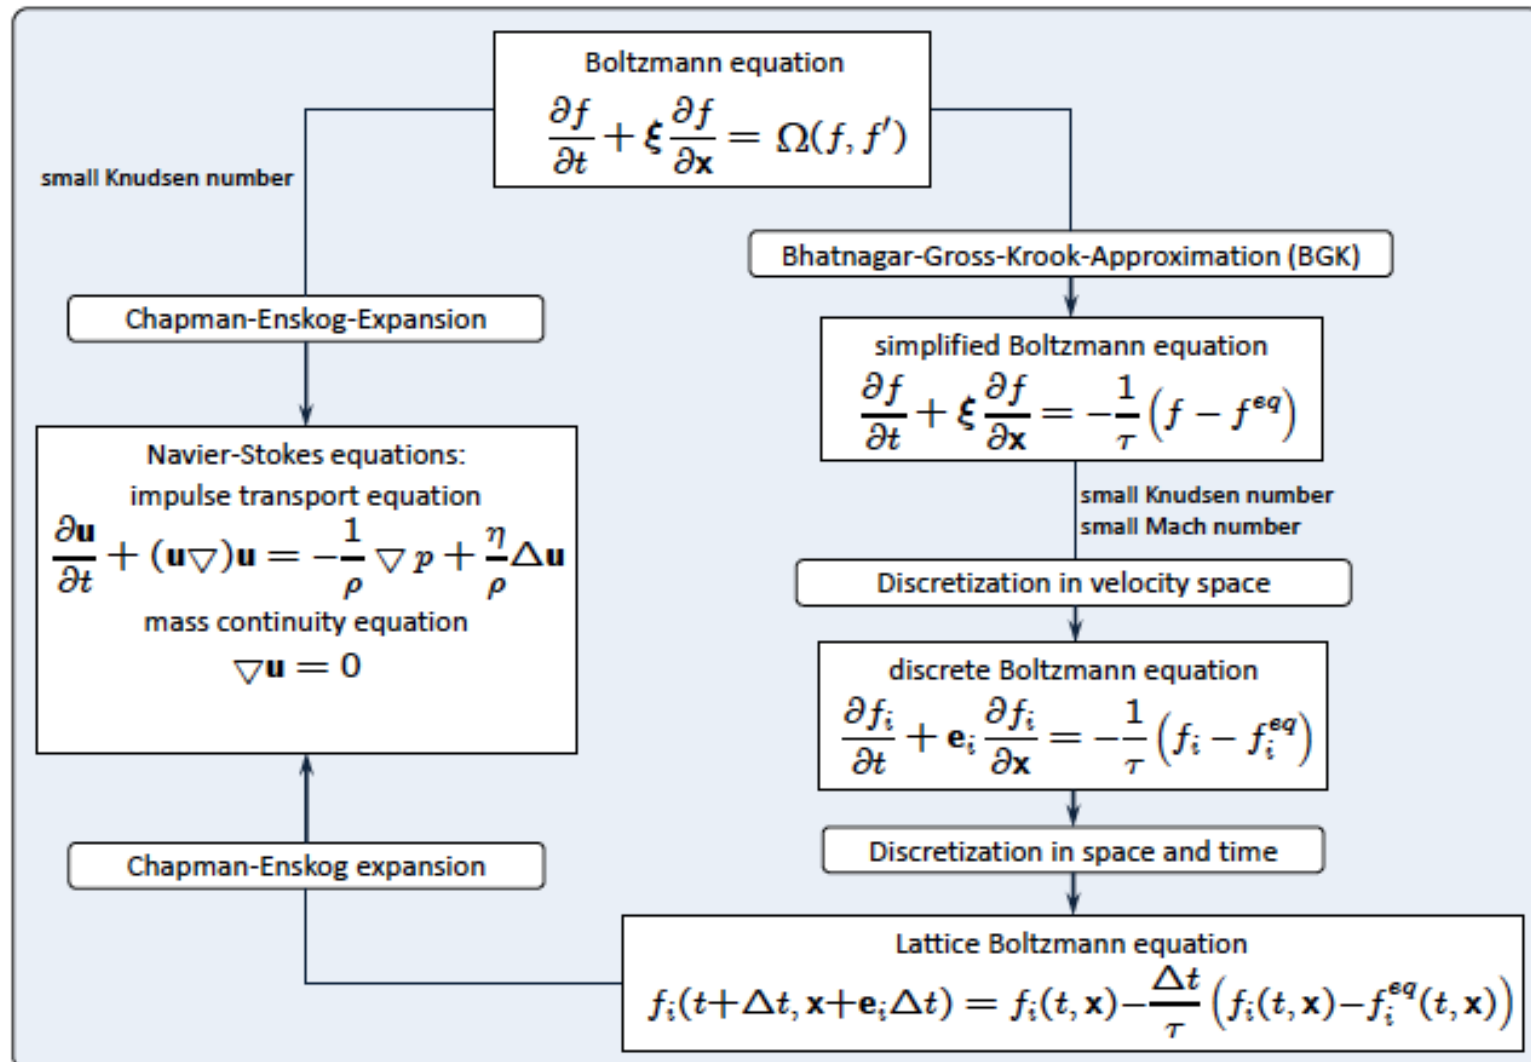 Boltzmann equation
∂f/∂t + ξ ∂f/∂x = Ω(f, f′)
small Knudsen number
Bhatnagar-Gross-Krook-Approximation (BGK)
Chapman-Enskog-Expansion
simplified Boltzmann equation
∂f/∂t + ξ ∂f/∂x = −1/τ (f − f^eq)
Navier-Stokes equations:
impulse transport equation
∂u/∂t + (u▽)u = −1/ρ ▽ p + η/ρ Δu
mass continuity equation
▽u = 0
small Knudsen number
small Mach number
Discretization in velocity space
discrete Boltzmann equation
∂f_i/∂t + e_i ∂f_i/∂x = −1/τ (f_i − f_i^eq)
Discretization in space and time
Chapman-Enskog expansion
Lattice Boltzmann equation
f_i(t+Δt, x+e_iΔt) = f_i(t, x)−Δt/τ (f_i(t, x)−f_i^eq(t, x))